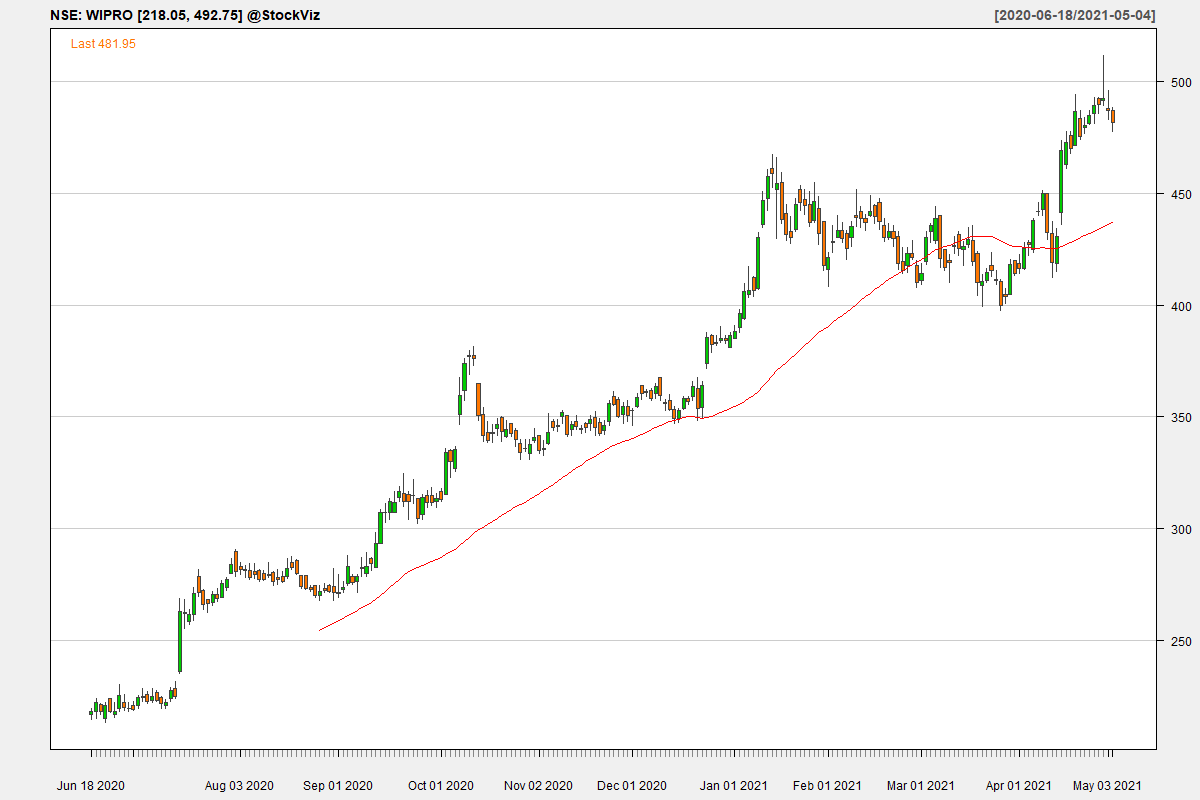 NSE: WIPRO [218.05, 492.75] @StockViz [2020-06-18/2021-05-04]
Last 481.95
500
450
400
350
300
250
Jun 18 2020 Aug 03 2020 Sep 01 2020 Oct 01 2020 Nov 02 2020 Dec 01 2020 Jan 01 2021 Feb 01 2021 Mar 01 2021 Apr 01 2021 May 03 2021